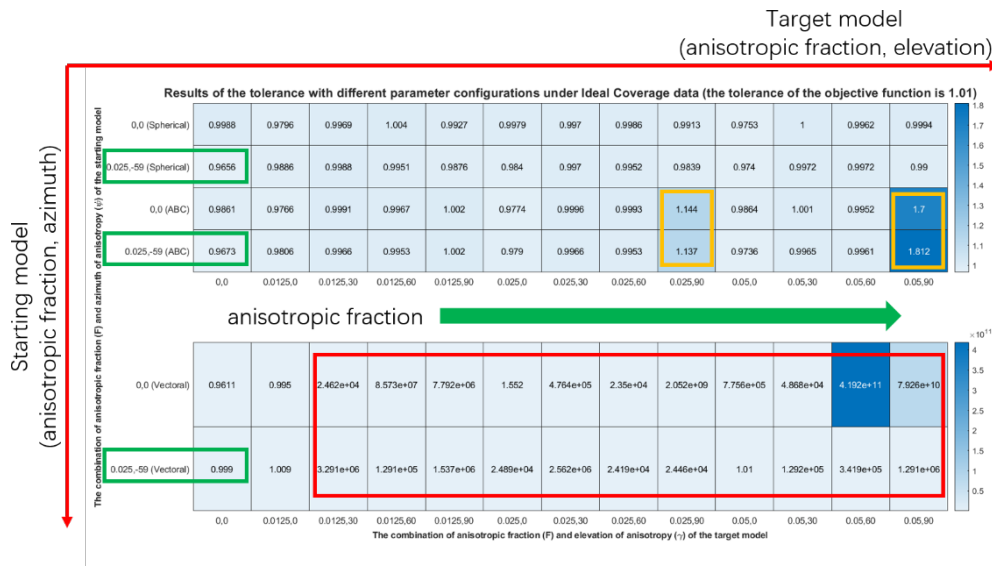 Target model
(anisotropic fraction, elevation)
Starting model
(anisotropic fraction, azimuth)
Results of the tolerance with different parameter configurations under Ideal Coverage data (the tolerance of the objective function is 1.01)
The combination of anisotropic fraction (F) and azimuth of anisotropy (ψ) of the starting model
0,0 (Spherical) 0.9988 0.9796 0.9969 1.004 0.9927 0.9979 0.997 0.9986 0.9913 0.9753 1 0.9962 0.9994
0.025,-59 (Spherical) 0.9656 0.9886 0.9988 0.9951 0.9876 0.984 0.997 0.9952 0.9839 0.974 0.9972 0.9972 0.99
0,0 (ABC) 0.9861 0.9766 0.9991 0.9967 1.002 0.9774 0.9996 0.9993 1.144 0.9864 1.001 0.9952 1.7
0.025,-59 (ABC) 0.9673 0.9806 0.9966 0.9953 1.002 0.979 0.9966 0.9953 1.137 0.9736 0.9965 0.9961 1.812
0,0 0.0125,0 0.0125,30 0.0125,60 0.0125,90 0.025,0 0.025,30 0.025,60 0.025,90 0.05,0 0.05,30 0.05,60 0.05,90
1.8
1.7
1.6
1.5
1.4
1.3
1.2
1.1
1
anisotropic fraction
0,0 (Vectoral) 0.9611 0.995 2.462e+04 8.573e+07 7.792e+06 1.552 4.764e+05 2.35e+04 2.052e+09 7.756e+05 4.868e+04 4.192e+11 7.926e+10
0.025,-59 (Vectoral) 0.999 1.009 3.291e+06 1.291e+05 1.537e+06 2.489e+04 2.562e+06 2.419e+04 2.446e+04 1.01 1.292e+05 3.419e+05 1.291e+06
0,0 0.0125,0 0.0125,30 0.0125,60 0.0125,90 0.025,0 0.025,30 0.025,60 0.025,90 0.05,0 0.05,30 0.05,60 0.05,90
The combination of anisotropic fraction (F) and elevation of anisotropy (γ) of the target model
×10¹¹
4
3.5
3
2.5
2
1.5
1
0.5